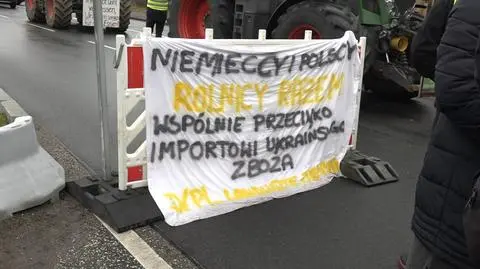 NIEMIECCY I POLSCY
ROLNICY RAZEM
WSPÓLNIE PRZECIWKO
IMPORTOWI UKRAIŃSKIEGO
ZBOŻA